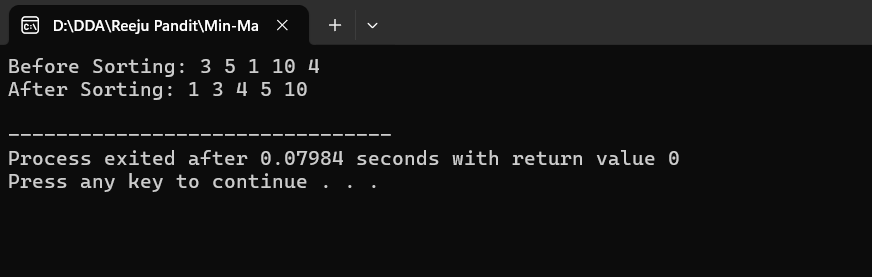 D:\DDA\Reeju Pandit\Min-Ma
Before Sorting: 3 5 1 10 4
After Sorting: 1 3 4 5 10
--------------------------------
Process exited after 0.07984 seconds with return value 0
Press any key to continue . . .